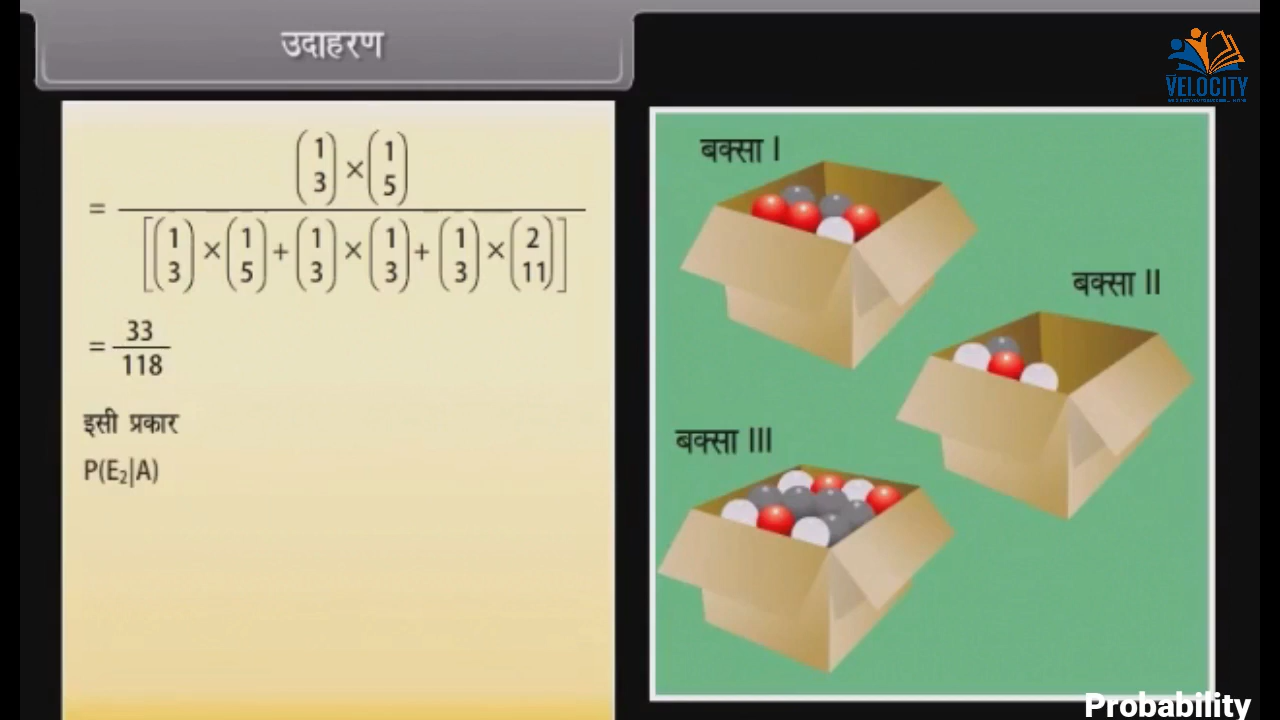 उदाहरण
VELOCITY
= (1/3) × (1/5)
[(1/3) × (1/5) + (1/3) × (1/3) + (1/3) × (2/11)]
= 33/118
इसी प्रकार
P(E₂|A)
बक्सा I
बक्सा II
बक्सा III
Probability